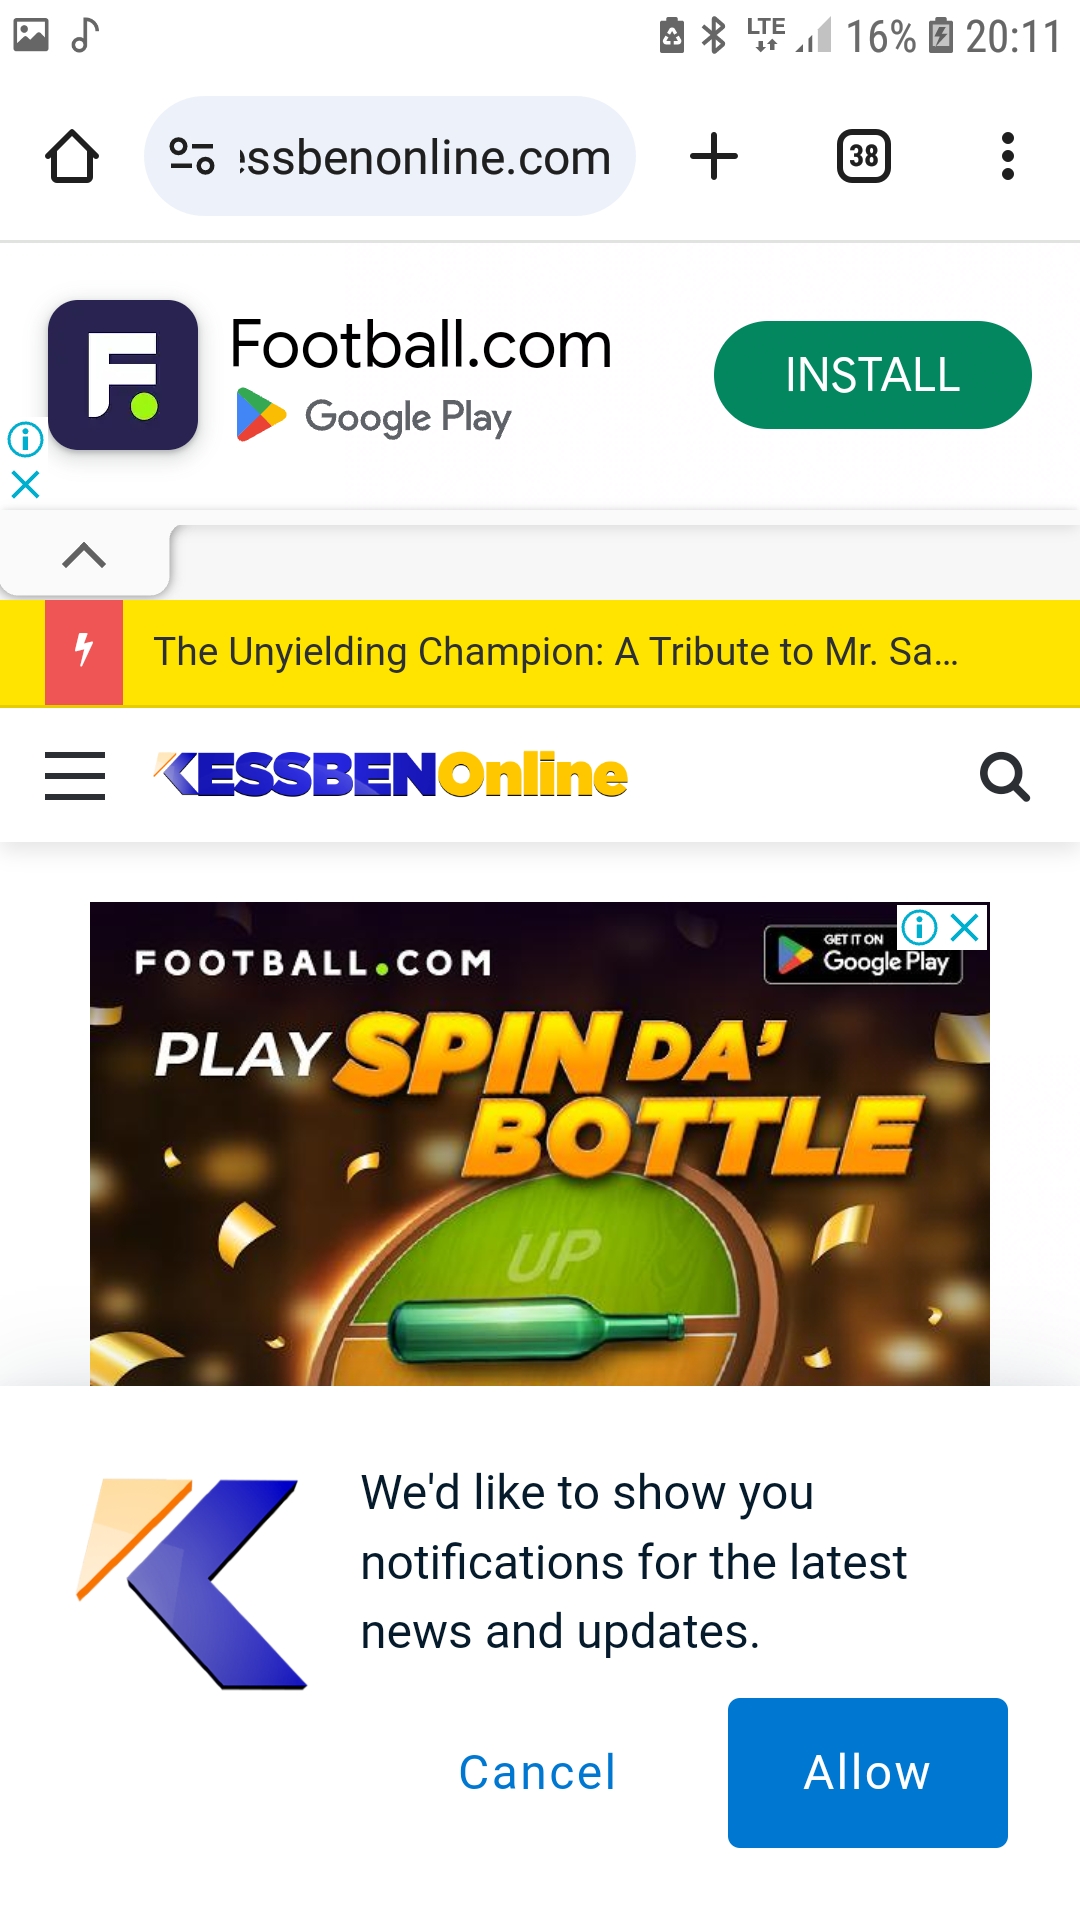 LTE 16% 20:11
essbenonline.com 38
Football.com
Google Play
INSTALL
The Unyielding Champion: A Tribute to Mr. Sa...
KESSBENOnline
FOOTBALL.COM
GET IT ON
Google Play
PLAY SPIN DA'
BOTTLE
UP
We'd like to show you
notifications for the latest
news and updates.
Cancel Allow